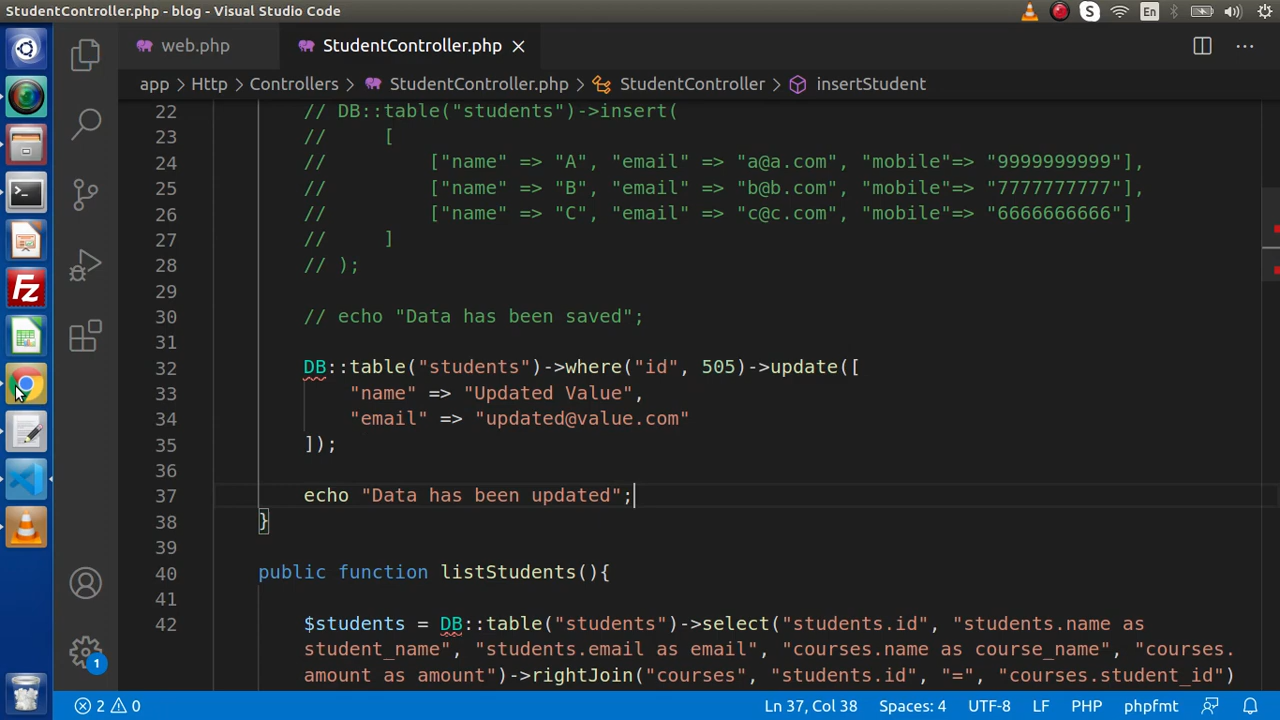 StudentController.php - blog - Visual Studio Code
En
web.php
StudentController.php
app > Http > Controllers > StudentController.php > StudentController > insertStudent
22 // DB::table("students")->insert(
23 // [
24 // ["name" => "A", "email" => "a@a.com", "mobile"=> "9999999999"],
25 // ["name" => "B", "email" => "b@b.com", "mobile"=> "7777777777"],
26 // ["name" => "C", "email" => "c@c.com", "mobile"=> "6666666666"]
27 // ]
28 // );
29
30 // echo "Data has been saved";
31
32 DB::table("students")->where("id", 505)->update([
33 "name" => "Updated Value",
34 "email" => "updated@value.com"
35 ]);
36
37 echo "Data has been updated";
38 }
39
40 public function listStudents(){
41
42 $students = DB::table("students")->select("students.id", "students.name as
student_name", "students.email as email", "courses.name as course_name", "courses.
amount as amount")->rightJoin("courses", "students.id", "=", "courses.student_id")
Fz
1
2 0
Ln 37, Col 38
Spaces: 4
UTF-8
LF
PHP
phpfmt